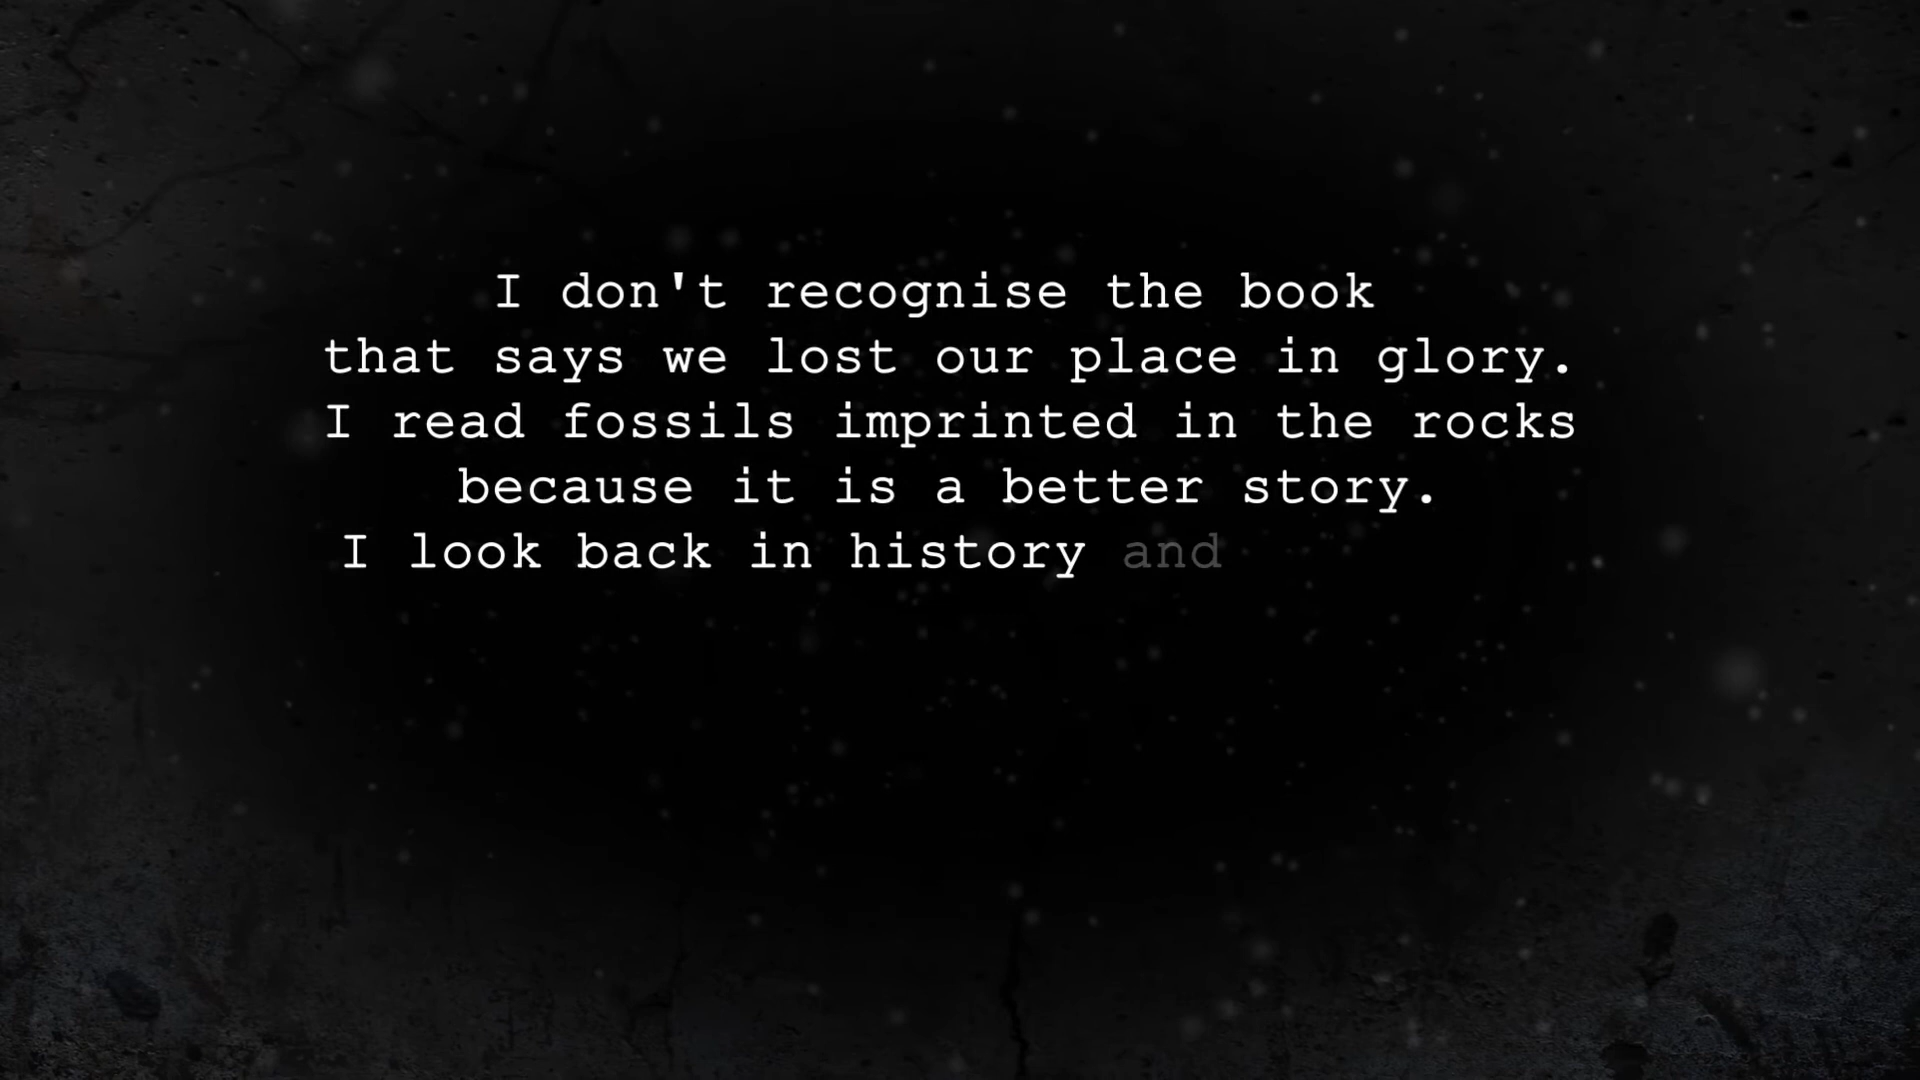 I don't recognise the book
that says we lost our place in glory.
I read fossils imprinted in the rocks
because it is a better story.
I look back in history and